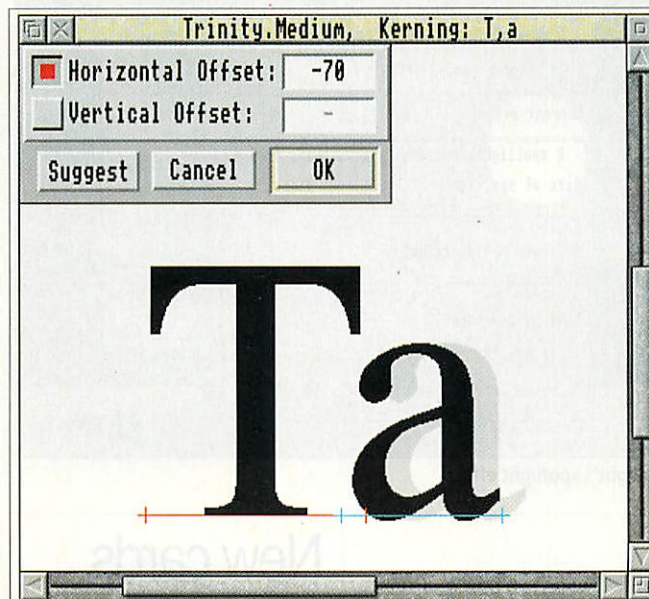 Trinity.Medium, Kerning: T,a
Horizontal Offset: -70
Vertical Offset: -
Suggest Cancel OK
Ta
New cards